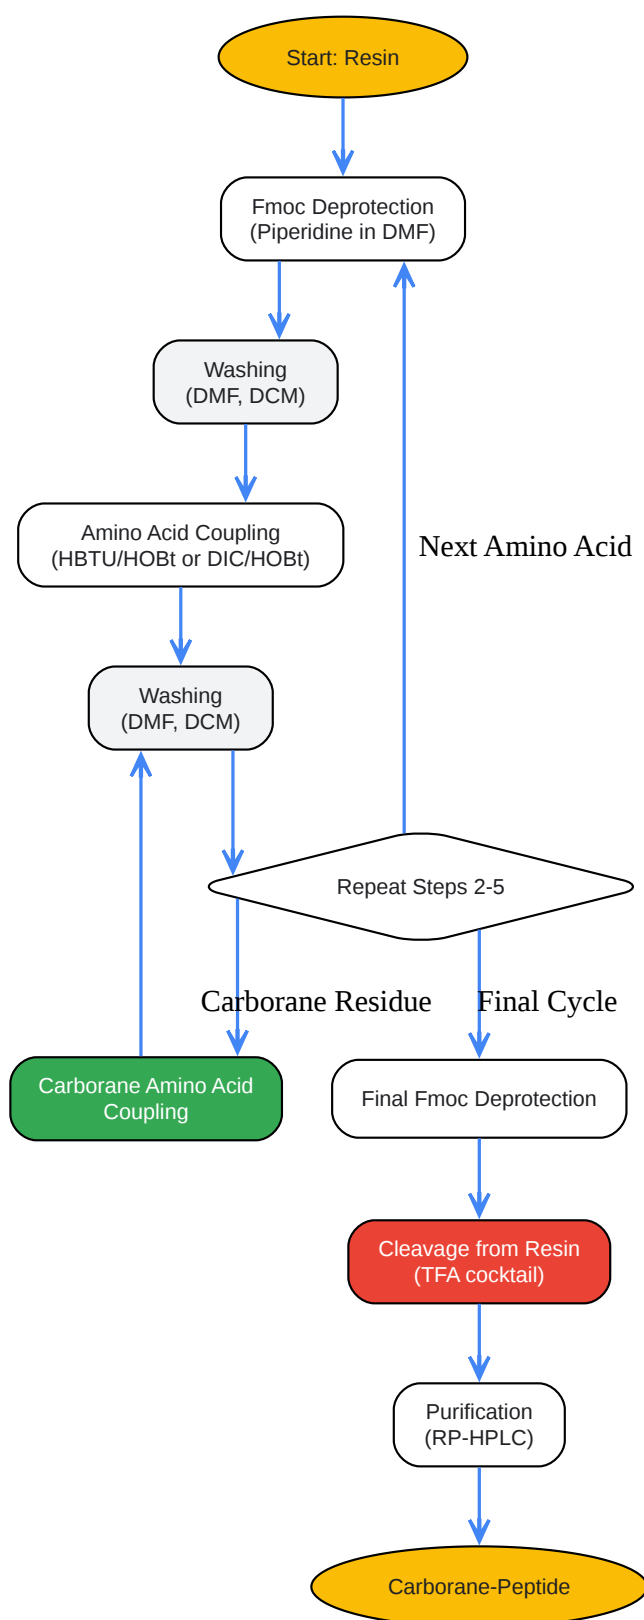 Start: Resin
Fmoc Deprotection
(Piperidine in DMF)
Washing
(DMF, DCM)
Amino Acid Coupling
(HBTU/HOBt or DIC/HOBt)
Next Amino Acid
Washing
(DMF, DCM)
Repeat Steps 2-5
Carborane Residue
Final Cycle
Carborane Amino Acid
Coupling
Final Fmoc Deprotection
Cleavage from Resin
(TFA cocktail)
Purification
(RP-HPLC)
Carborane-Peptide